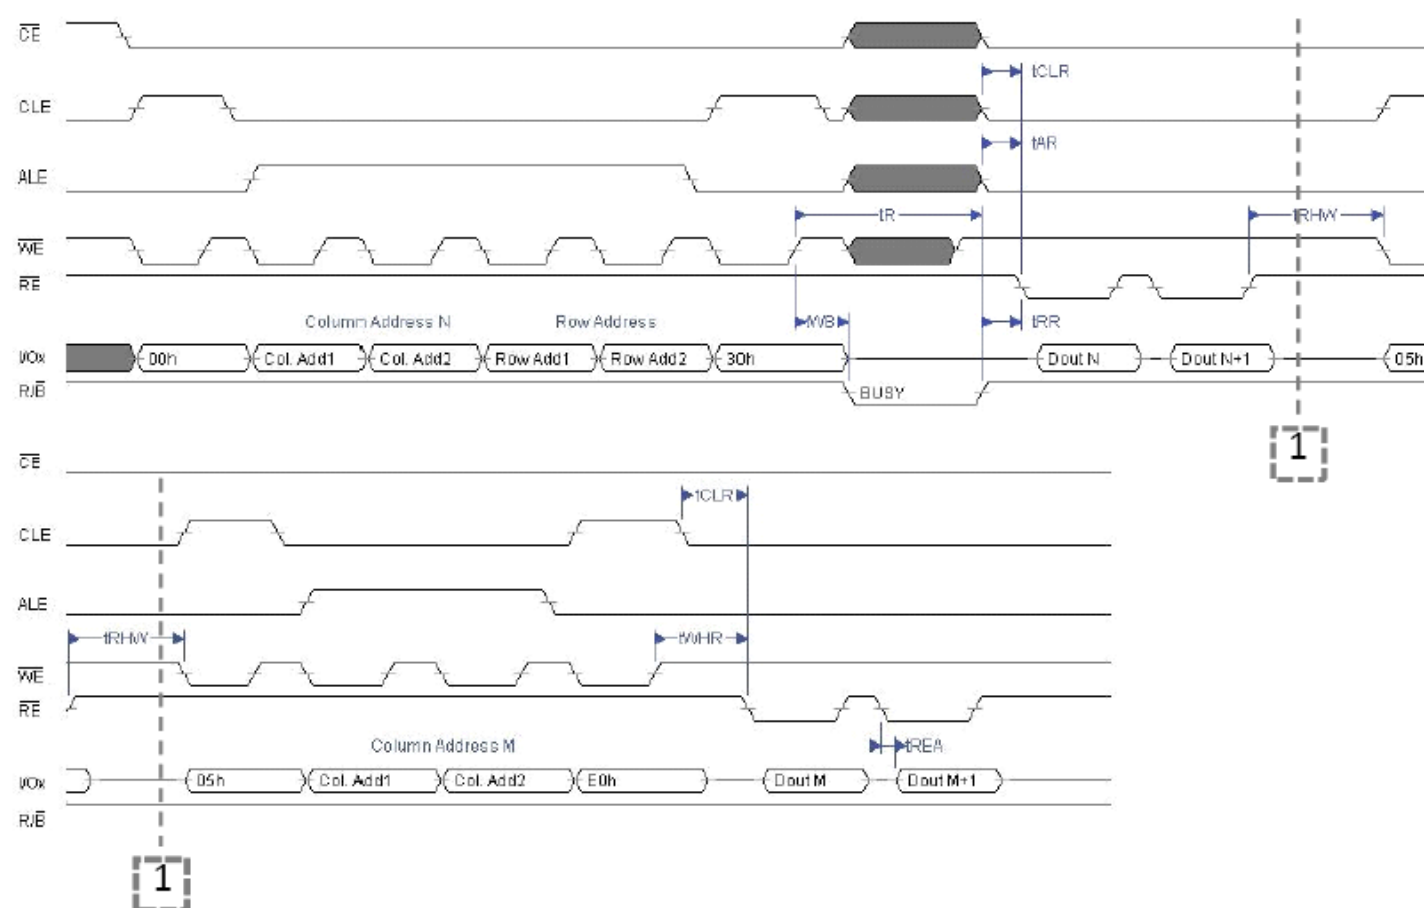 CE
tCLR
CLE
tAR
ALE
tR
tRHW
WE
RE
Column Address N Row Address tWB tRR
I/Ox 00h Col. Add1 Col. Add2 Row Add1 Row Add2 30h Dout N Dout N+1 05h
R/B BUSY
1
CE
tCLR
CLE
ALE
tRHW tWHR
WE
RE
Column Address M tREA
I/Ox 05h Col. Add1 Col. Add2 E0h Dout M Dout M+1
R/B
1